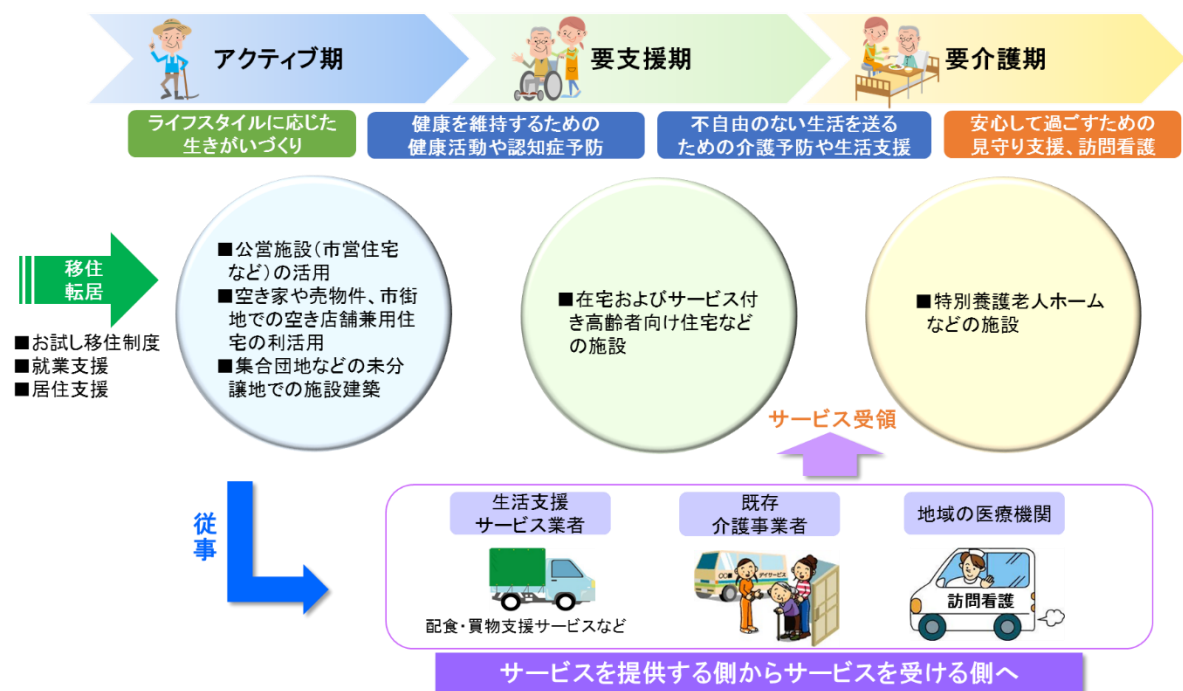 アクティブ期
要支援期
要介護期
ライフスタイルに応じた
生きがいづくり
健康を維持するための
健康活動や認知症予防
不自由のない生活を送る
ための介護予防や生活支援
安心して過ごすための
見守り支援、訪問看護
移住
転居
■お試し移住制度
■就業支援
■居住支援
■公営施設(市営住宅
など)の活用
■空き家や売物件、市街
地での空き店舗兼用住
宅の利活用
■集合団地などの未分
譲地での施設建築
■在宅およびサービス付
き高齢者向け住宅など
の施設
■特別養護老人ホーム
などの施設
サービス受領
従事
生活支援
サービス業者
配食・買物支援サービスなど
既存
介護事業者
〇〇■デイサービス
地域の医療機関
訪問看護
サービスを提供する側からサービスを受ける側へ